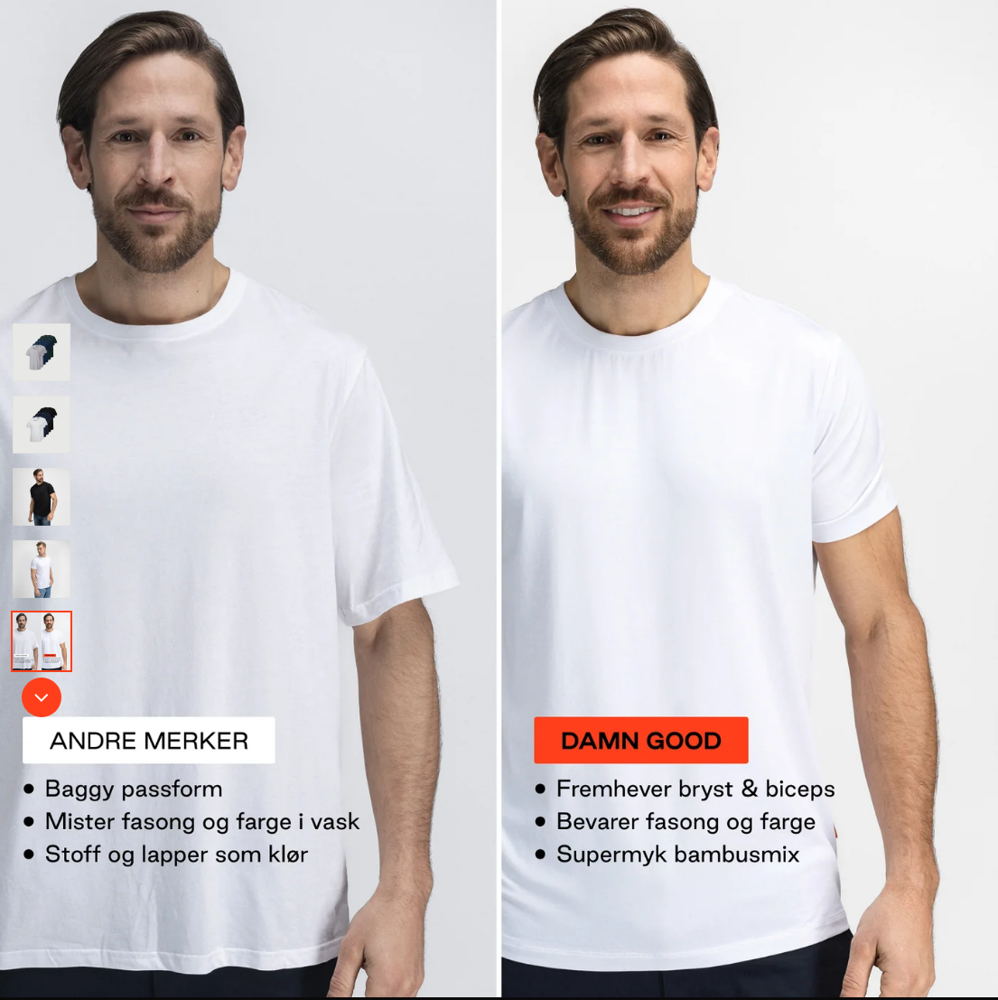 ANDRE MERKER
• Baggy passform
• Mister fasong og farge i vask
• Stoff og lapper som klør
DAMN GOOD
• Fremhever bryst & biceps
• Bevarer fasong og farge
• Supermyk bambusmix